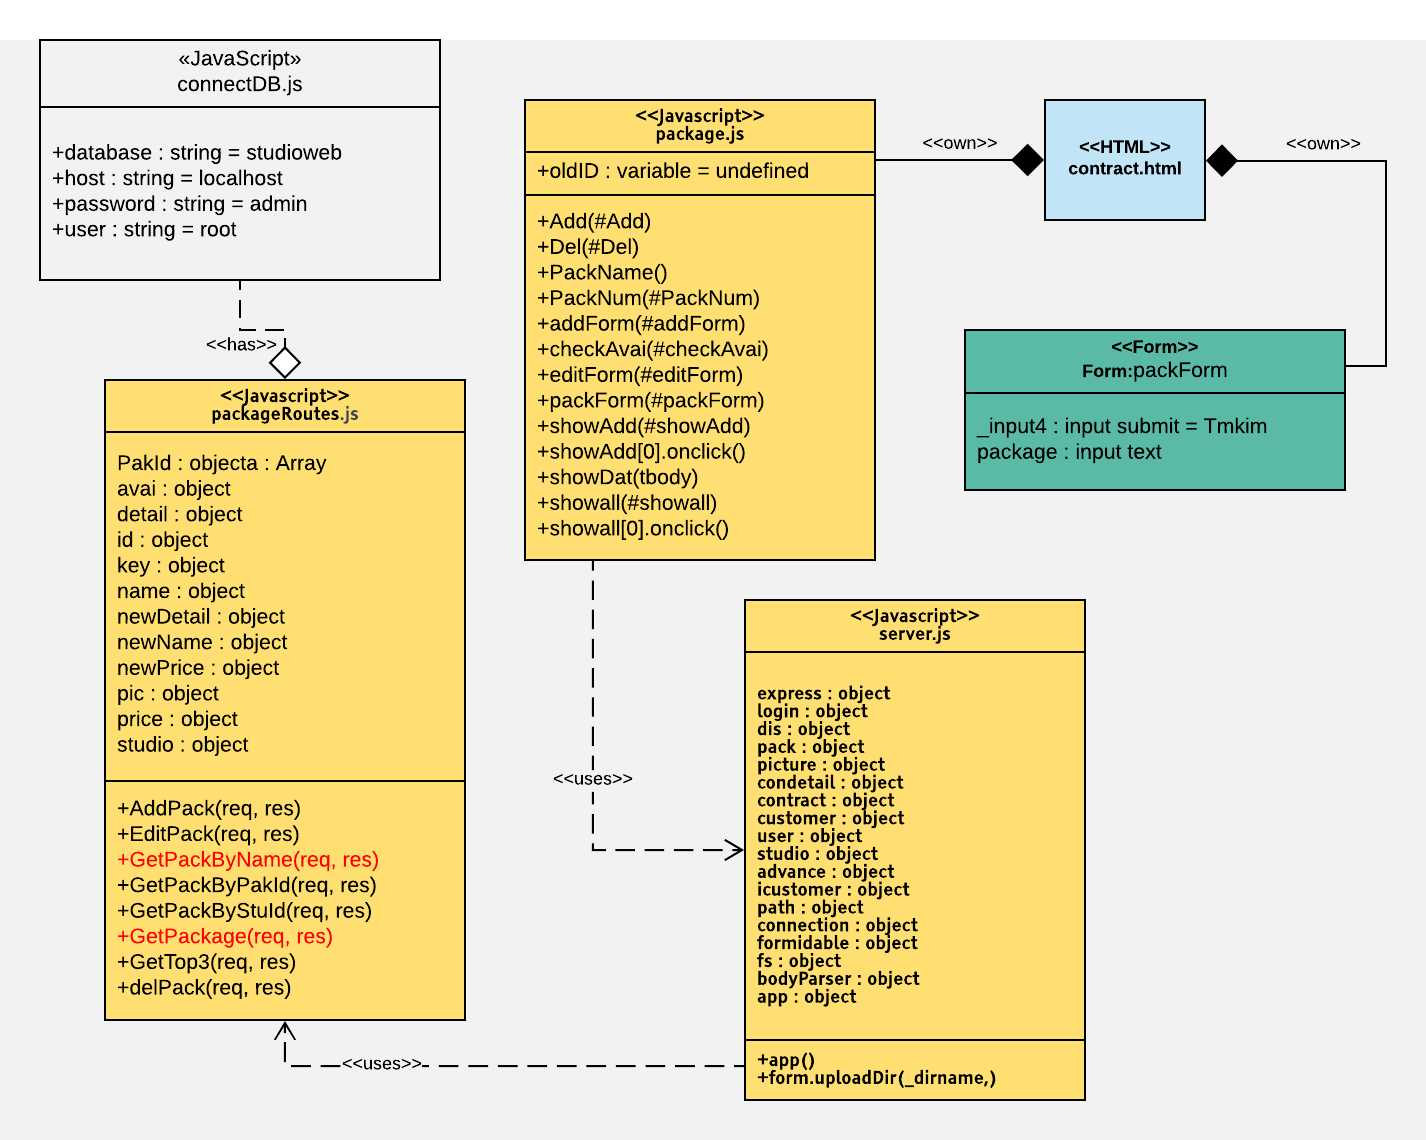 «JavaScript»
connectDB.js
+database : string = studioweb
+host : string = localhost
+password : string = admin
+user : string = root
<<has>>
<<Javascript>>
packageRoutes.js
PakId : objecta : Array
avai : object
detail : object
id : object
key : object
name : object
newDetail : object
newName : object
newPrice : object
pic : object
price : object
studio : object
+AddPack(req, res)
+EditPack(req, res)
+GetPackByName(req, res)
+GetPackByPakId(req, res)
+GetPackByStuId(req, res)
+GetPackage(req, res)
+GetTop3(req, res)
+delPack(req, res)
<<Javascript>>
package.js
+oldID : variable = undefined
+Add(#Add)
+Del(#Del)
+PackName()
+PackNum(#PackNum)
+addForm(#addForm)
+checkAvai(#checkAvai)
+editForm(#editForm)
+packForm(#packForm)
+showAdd(#showAdd)
+showAdd[0].onclick()
+showDat(tbody)
+showall(#showall)
+showall[0].onclick()
<<own>>
<<HTML>>
contract.html
<<own>>
<<Form>>
Form:packForm
_input4 : input submit = Tmkim
package : input text
<<uses>>
<<Javascript>>
server.js
express : object
login : object
dis : object
pack : object
picture : object
condetail : object
contract : object
customer : object
user : object
studio : object
advance : object
icustomer : object
path : object
connection : object
formidable : object
fs : object
bodyParser : object
app : object
+app()
+form.uploadDir(_dirname,)
<<uses>>